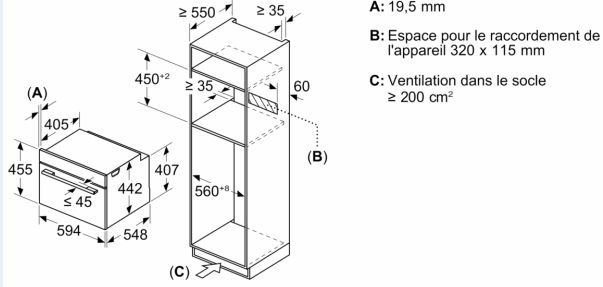 ≥ 550
≥ 35
450+2
≥ 35
60
(B)
560+8
(C)
(A)
405
455
442
407
≤ 45
594
548
A: 19,5 mm
B: Espace pour le raccordement de
l'appareil 320 x 115 mm
C: Ventilation dans le socle
≥ 200 cm²